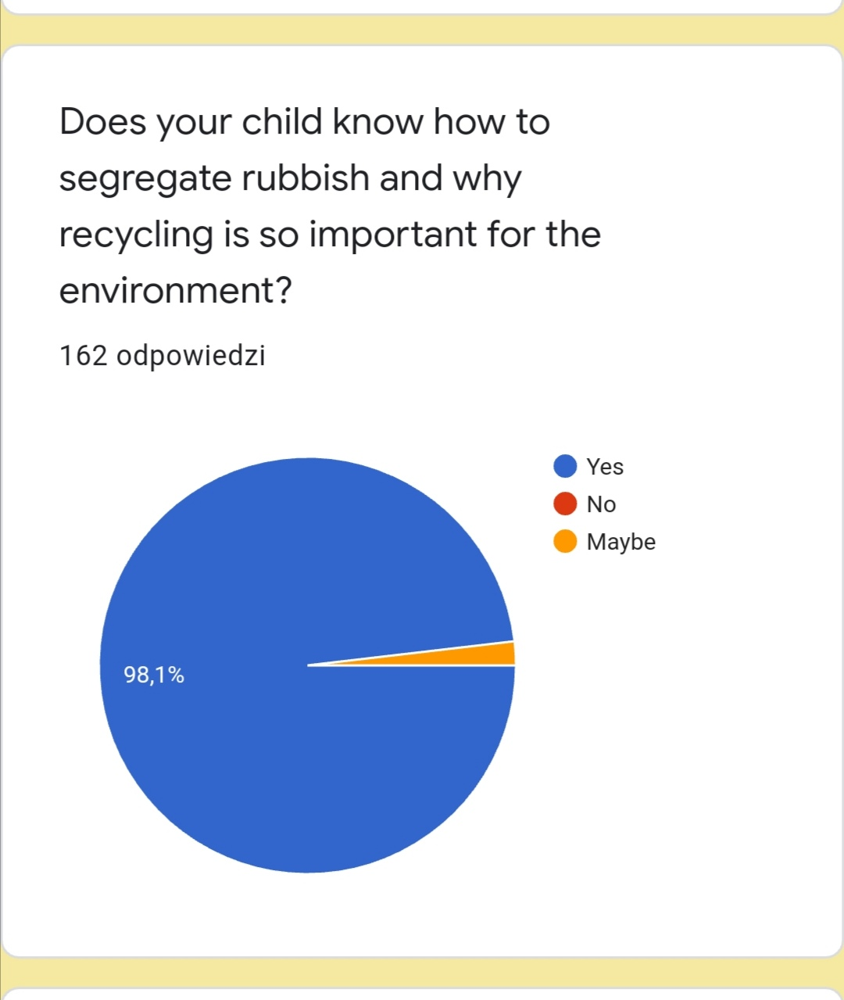 Does your child know how to
segregate rubbish and why
recycling is so important for the
environment?
162 odpowiedzi
Yes
No
Maybe
98,1%